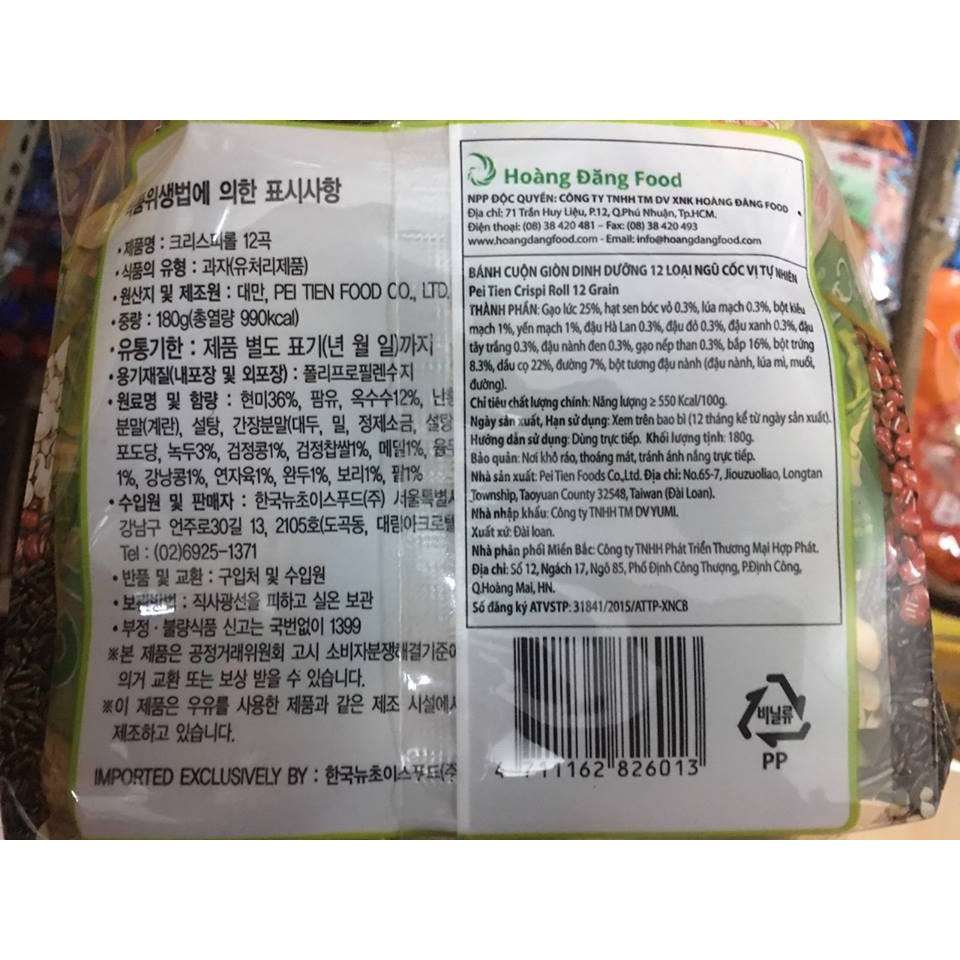 식품위생법에 의한 표시사항
• 제품명 : 크리스피롤 12곡
• 식품의 유형 : 과자(유처리제품)
• 원산지 및 제조원 : 대만, PEI TIEN FOOD CO., LTD.
• 중량 : 180g(총열량 990kcal)
• 유통기한 : 제품 별도 표기(년 월 일)까지
• 용기재질(내포장 및 외포장) : 폴리프로필렌수지
• 원료명 및 함량 : 현미36%, 팜유, 옥수수12%, 난황
분말(계란), 설탕, 간장분말(대두, 밀, 정제소금, 설탕
포도당, 녹두3%, 검정콩1%, 검정찹쌀1%, 메밀1%, 율무
1%, 강낭콩1%, 연자육1%, 완두1%, 보리1%, 팥1%
• 수입원 및 판매자 : 한국뉴초이스푸드(주) 서울특별시
강남구 언주로30길 13, 2105호(도곡동, 대림아크로텔
Tel : (02)6925-1371
• 반품 및 교환 : 구입처 및 수입원
• 보관방법 : 직사광선을 피하고 실온 보관
• 부정 · 불량식품 신고는 국번없이 1399
※본 제품은 공정거래위원회 고시 소비자분쟁해결기준에
의거 교환 또는 보상 받을 수 있습니다.
※이 제품은 우유를 사용한 제품과 같은 제조 시설에서
제조하고 있습니다.
IMPORTED EXCLUSIVELY BY : 한국뉴초이스푸드(주
Hoàng Đăng Food
NPP ĐỘC QUYỀN: CÔNG TY TNHH TM DV XNK HOÀNG ĐĂNG FOOD
Địa chỉ: 71 Trần Huy Liệu, P.12, Q.Phú Nhuận, Tp.HCM.
Điện thoại: (08) 38 420 481 – Fax: (08) 38 420 493
www.hoangdangfood.com - Email: info@hoangdangfood.com
BÁNH CUỘN GIÒN DINH DƯỠNG 12 LOẠI NGŨ CỐC VỊ TỰ NHIÊN
Pei Tien Crispi Roll 12 Grain
THÀNH PHẦN: Gạo lức 25%, hạt sen bóc vỏ 0.3%, lúa mạch 0.3%, bột kiều
mạch 1%, yến mạch 1%, đậu Hà Lan 0.3%, đậu đỏ 0.3%, đậu xanh 0.3%, đậu
tây trắng 0.3%, đậu nành đen 0.3%, gạo nếp than 0.3%, bắp 16%, bột trứng
8.3%, dầu cọ 22%, đường 7%, bột tương đậu nành (đậu nành, lúa mì, muối,
đường).
Chỉ tiêu chất lượng chính: Năng lượng ≥ 550 Kcal/100g.
Ngày sản xuất, Hạn sử dụng: Xem trên bao bì (12 tháng kể từ ngày sản xuất).
Hướng dẫn sử dụng: Dùng trực tiếp. Khối lượng tịnh: 180g.
Bảo quản: Nơi khô ráo, thoáng mát, tránh ánh nắng trực tiếp.
Nhà sản xuất: Pei Tien Foods Co.,Ltd. Địa chỉ: No.65-7, Jiouzuoliao, Longtan
Township, Taoyuan County 32548, Taiwan (Đài Loan).
Nhà nhập khẩu: Công ty TNHH TM DV YUMI.
Xuất xứ: Đài loan.
Nhà phân phối Miền Bắc: Công ty TNHH Phát Triển Thương Mại Hợp Phát.
Địa chỉ: Số 12, Ngách 17, Ngõ 85, Phố Định Công Thượng, P.Định Công,
Q.Hoàng Mai, HN.
Số đăng ký ATVSTP: 31841/2015/ATTP-XNCB
4 711162 826013
비닐류
PP